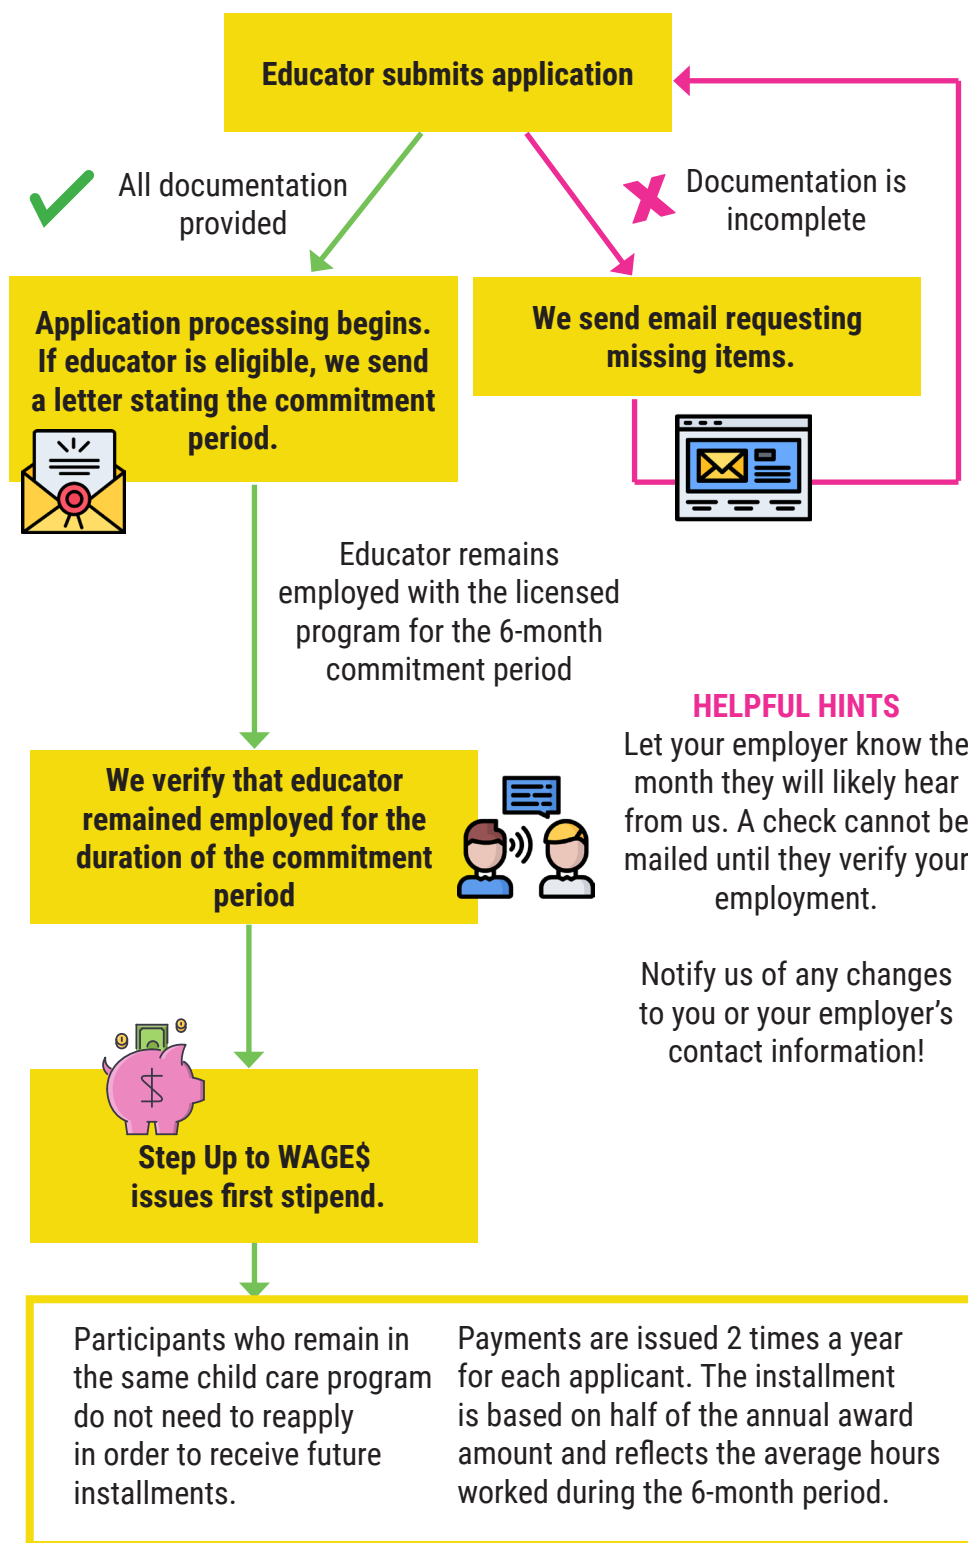 Educator submits application
All documentation
provided
Documentation is
incomplete
Application processing begins.
If educator is eligible, we send
a letter stating the commitment
period.
We send email requesting
missing items.
Educator remains
employed with the licensed
program for the 6-month
commitment period
HELPFUL HINTS
Let your employer know the
month they will likely hear
from us. A check cannot be
mailed until they verify your
employment.
Notify us of any changes
to you or your employer’s
contact information!
We verify that educator
remained employed for the
duration of the commitment
period
$
Step Up to WAGE$
issues first stipend.
Participants who remain in
the same child care program
do not need to reapply
in order to receive future
installments.
Payments are issued 2 times a year
for each applicant. The installment
is based on half of the annual award
amount and reflects the average hours
worked during the 6-month period.